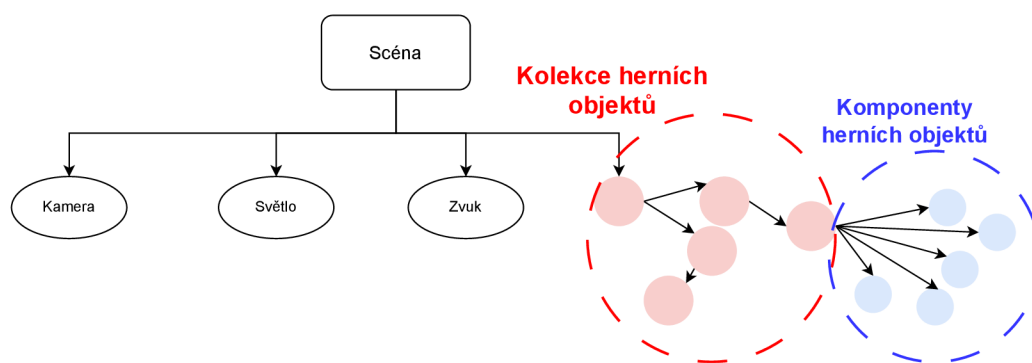 Scéna
Kolekce herních
objektů
Komponenty
herních objektů
Kamera
Světlo
Zvuk